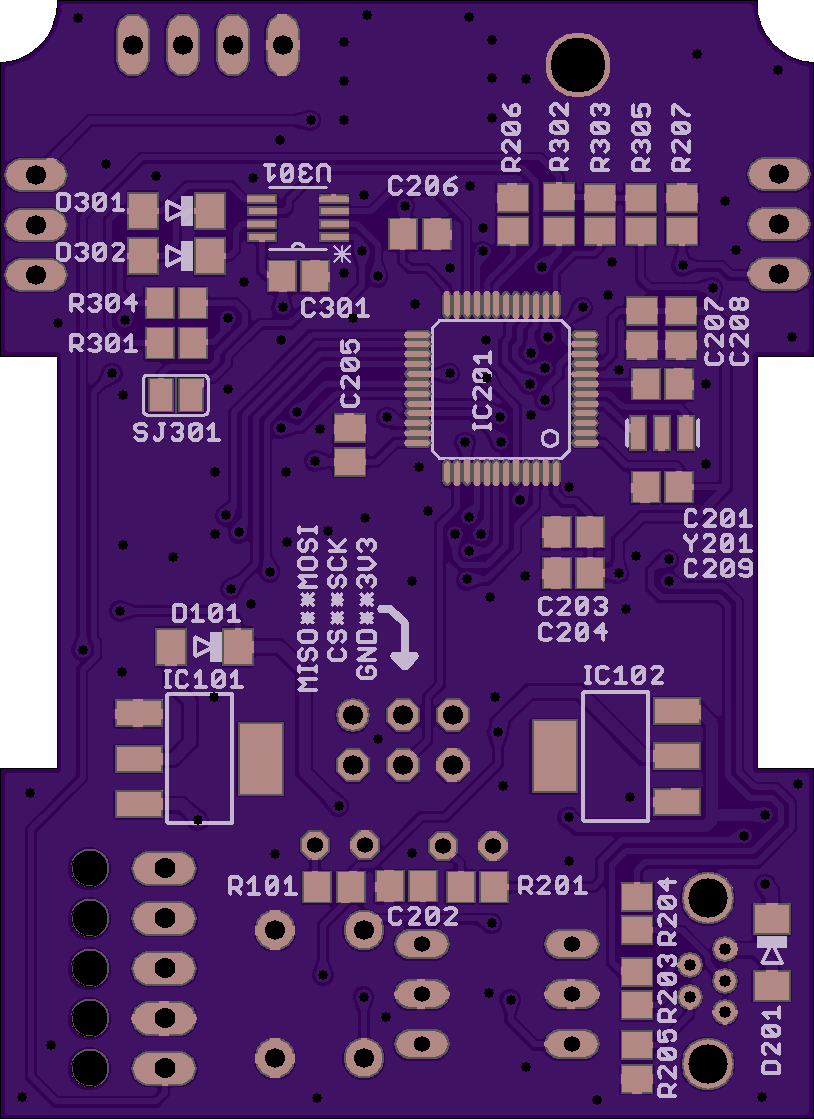 R206
R302
R303
R305
R207
U301
C206
D301
D302
R304
C301
R301
C207
C208
C205
IC201
SJ301
C201
Y201
C209
MISO**MOSI
CS**SCK
GND**3V3
C203
C204
D101
IC101
IC102
R101
C202
R201
R204
R203
R205
D201